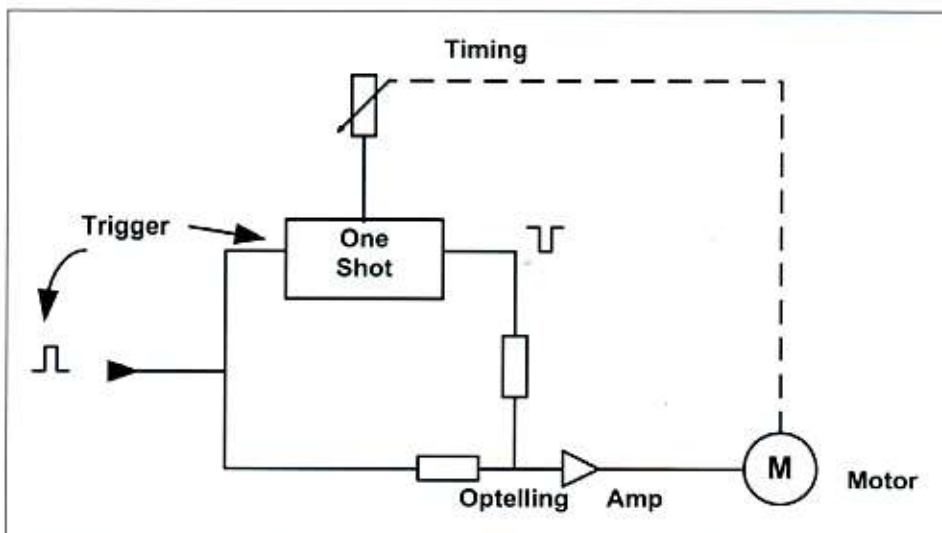 Timing
Trigger
One
Shot
Optelling
Amp
M
Motor